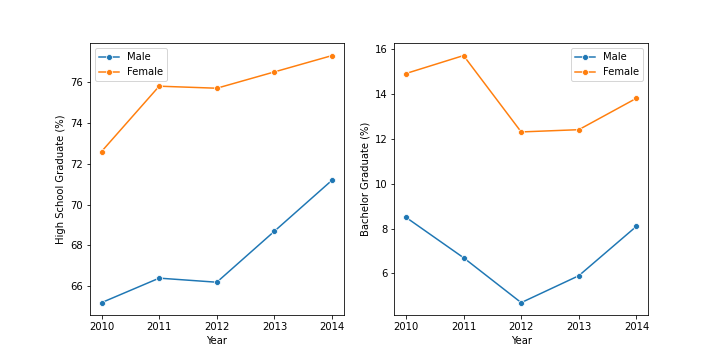 Male
Female
76
74
72
70
68
66
High School Graduate (%)
2010 2011 2012 2013 2014
Year
Male
Female
16
14
12
10
8
6
Bachelor Graduate (%)
2010 2011 2012 2013 2014
Year